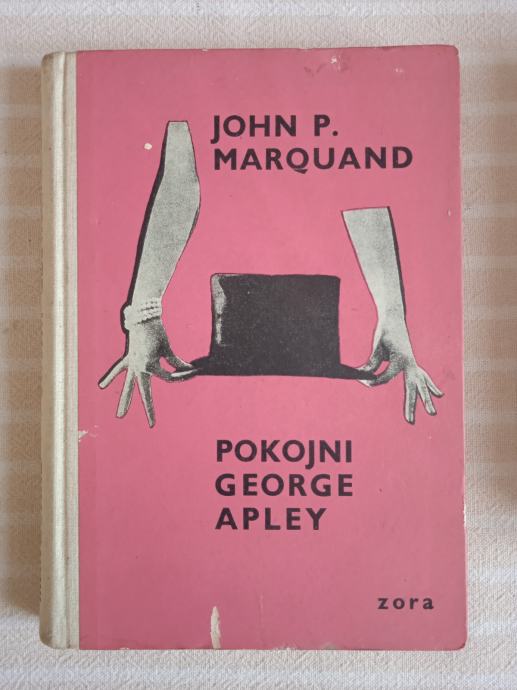 JOHN P.
MARQUAND
POKOJNI
GEORGE
APLEY
zora